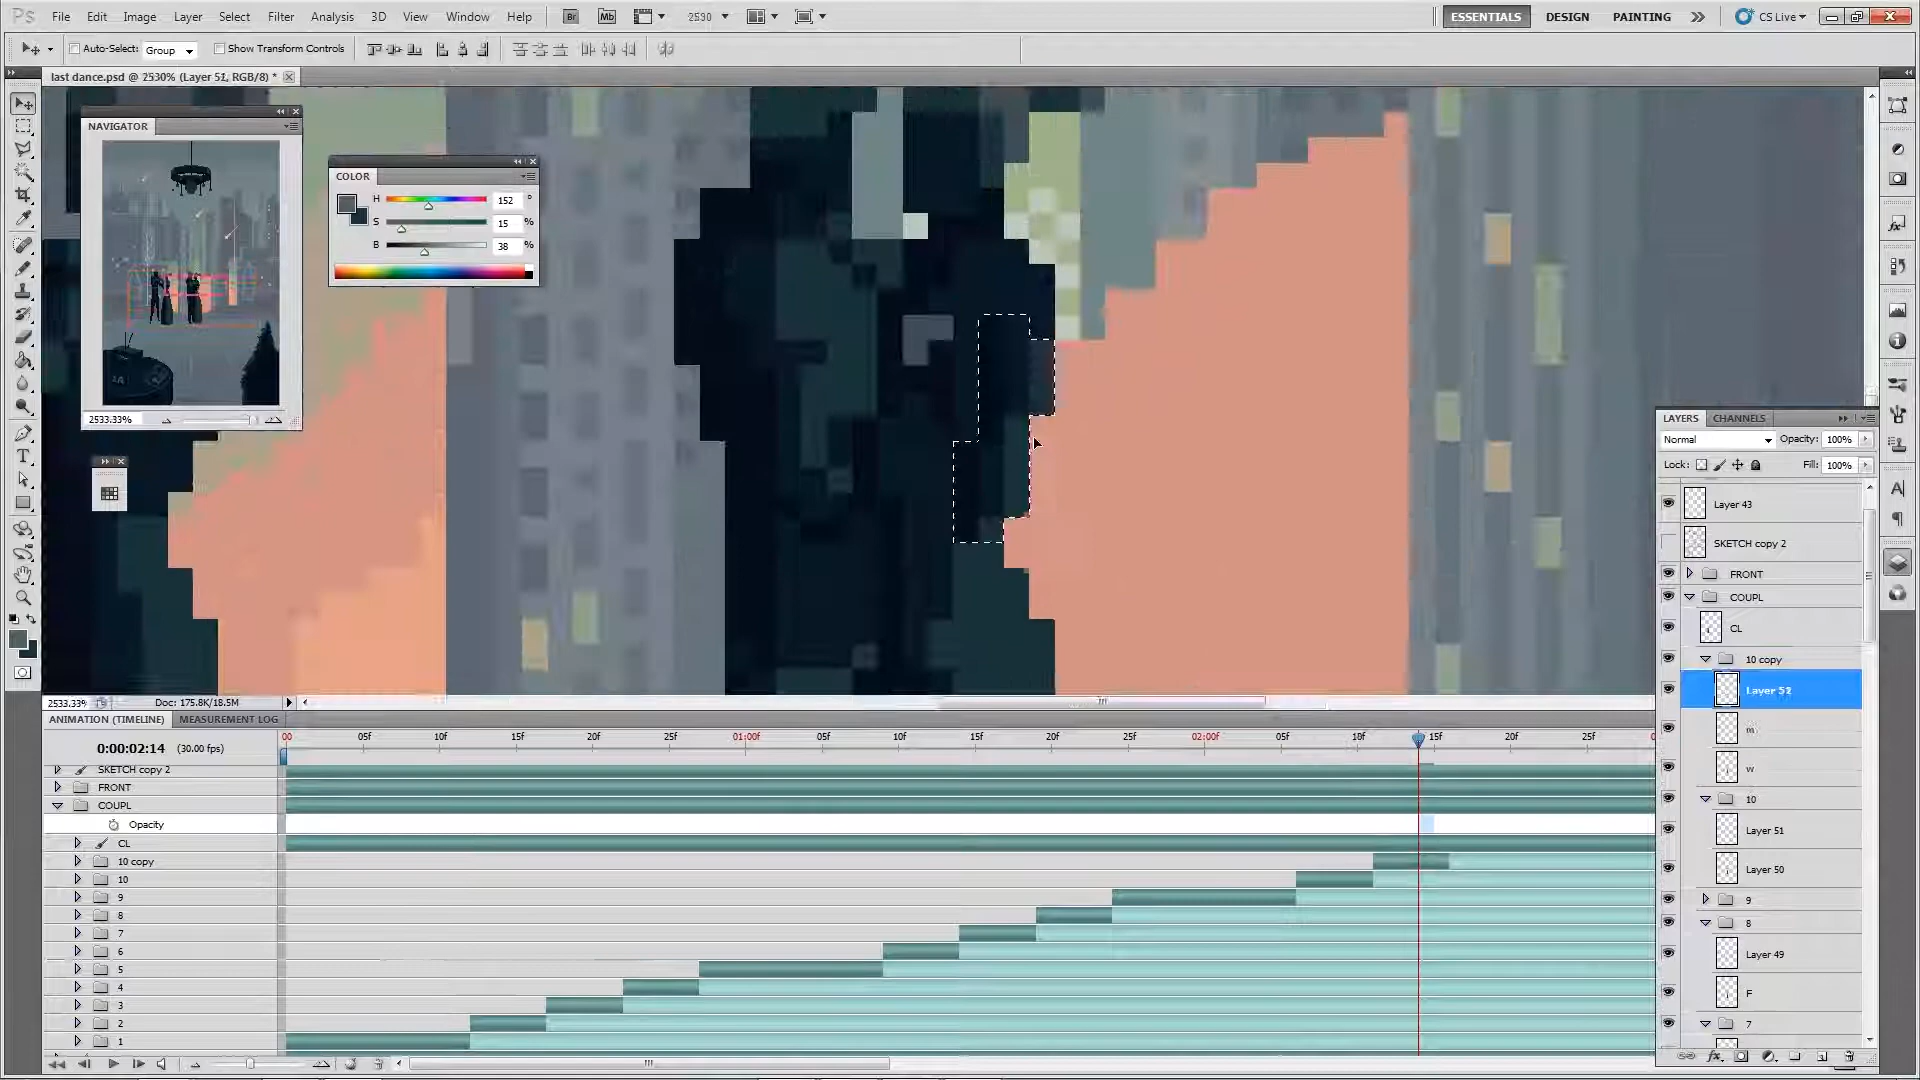 Ps File Edit Image Layer Select Filter Analysis 3D View Window Help Br Mb 2530 ESSENTIALS DESIGN PAINTING CS Live
Auto-Select: Group Show Transform Controls
last dance.psd @ 2530% (Layer 51, RGB/8) *
NAVIGATOR
2533.33%
COLOR
H 152 °
S 15 %
B 38 %
LAYERS CHANNELS
Normal Opacity: 100%
Lock: Fill: 100%
Layer 43
SKETCH copy 2
FRONT
COUPL
CL
10 copy
m
w
10
Layer 51
Layer 50
9
8
Layer 49
F
7
2533.33% Doc: 175.8K/18.5M
ANIMATION (TIMELINE) MEASUREMENT LOG
0:00:02:14 (30.00 fps) 00 05f 10f 15f 20f 25f 01:00f 05f 10f 15f 20f 25f 02:00f 05f 10f 15f 20f 25f
SKETCH copy 2
FRONT
COUPL
Opacity
CL
10 copy
10
9
8
7
6
5
4
3
2
1